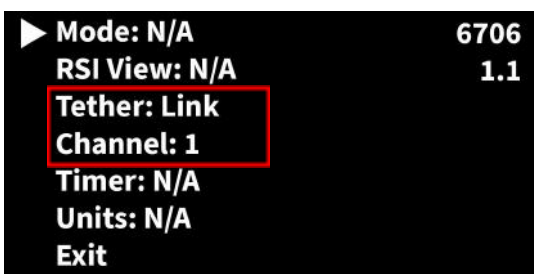 Mode: N/A 6706
RSI View: N/A 1.1
Tether: Link
Channel: 1
Timer: N/A
Units: N/A
Exit